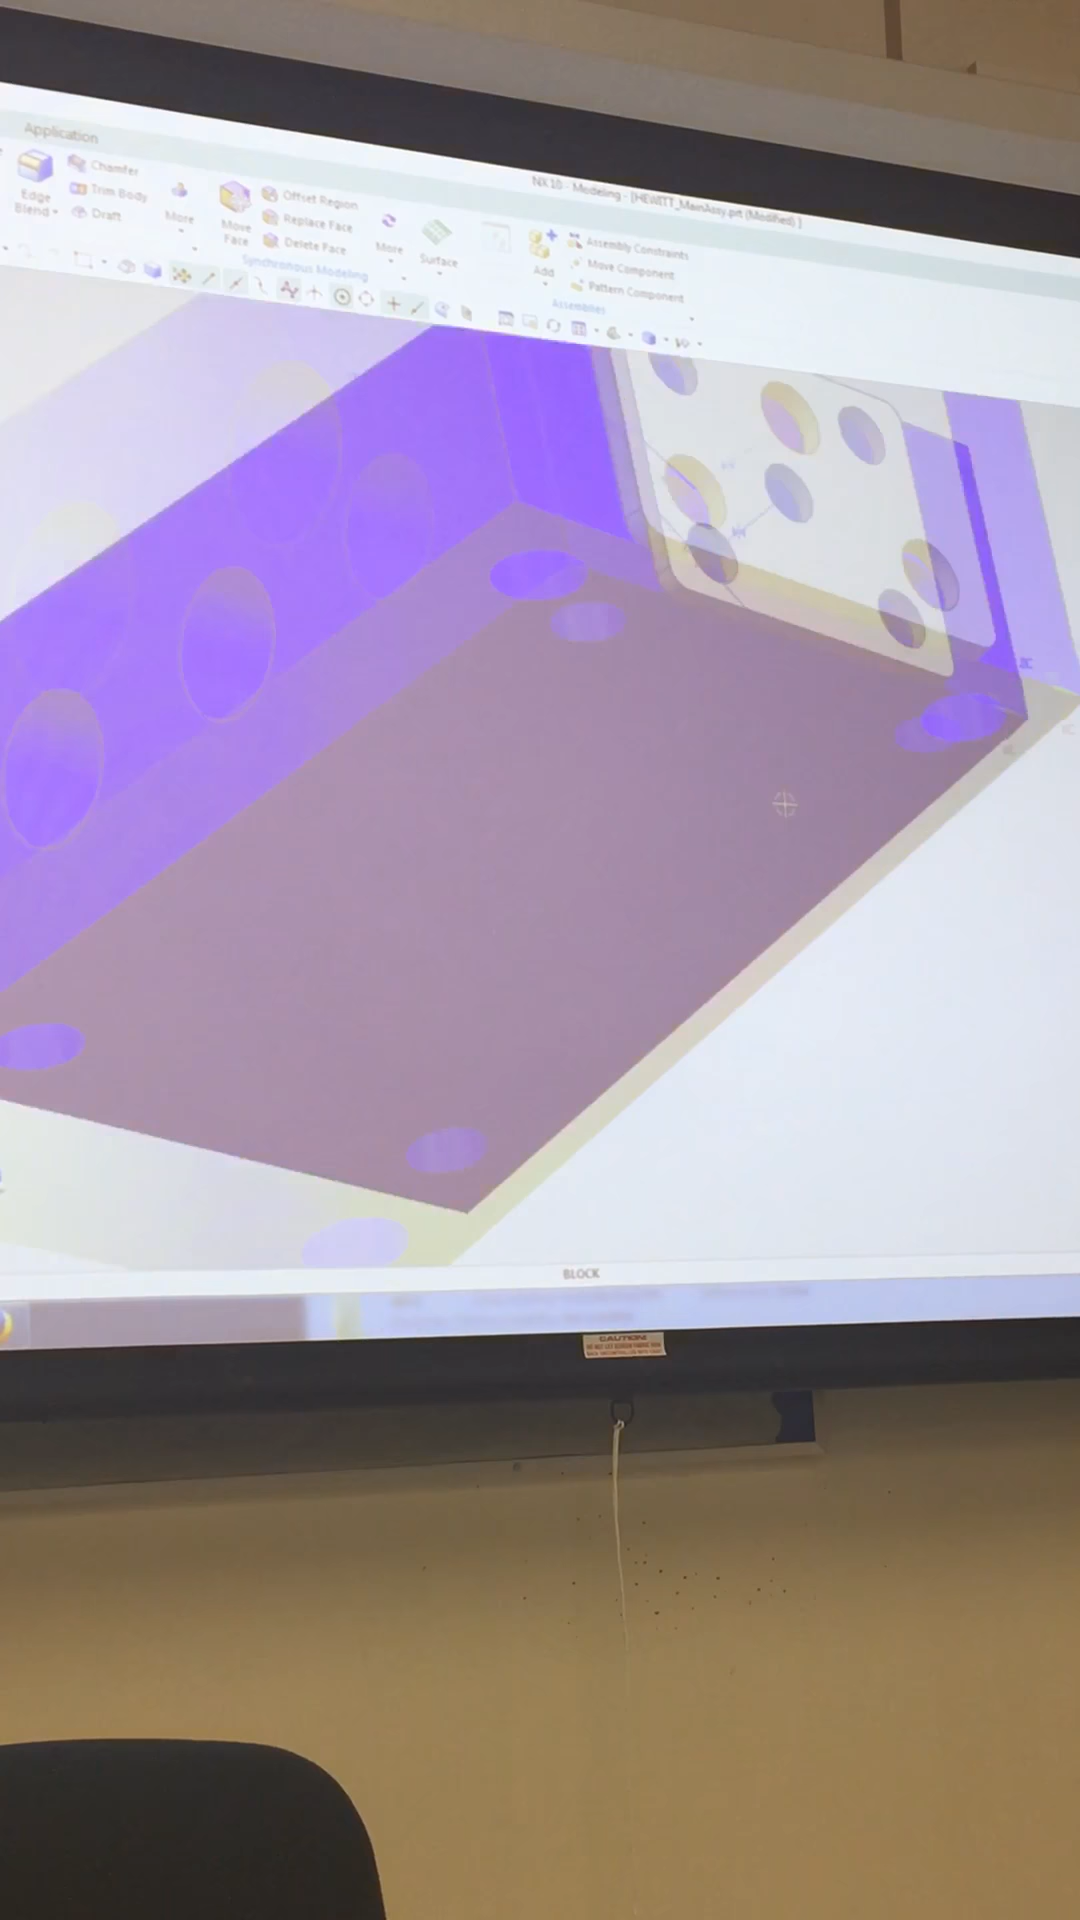 Application
NX 10 - Modeling - [HEWITT_MainAssy.prt (Modified) ]
Edge Blend
Chamfer
Trim Body
Draft
More
Move Face
Offset Region
Replace Face
Delete Face
More
Surface
Synchronous Modeling
Add
Assembly Constraints
Move Component
Pattern Component
Assemblies
BLOCK
CAUTION!